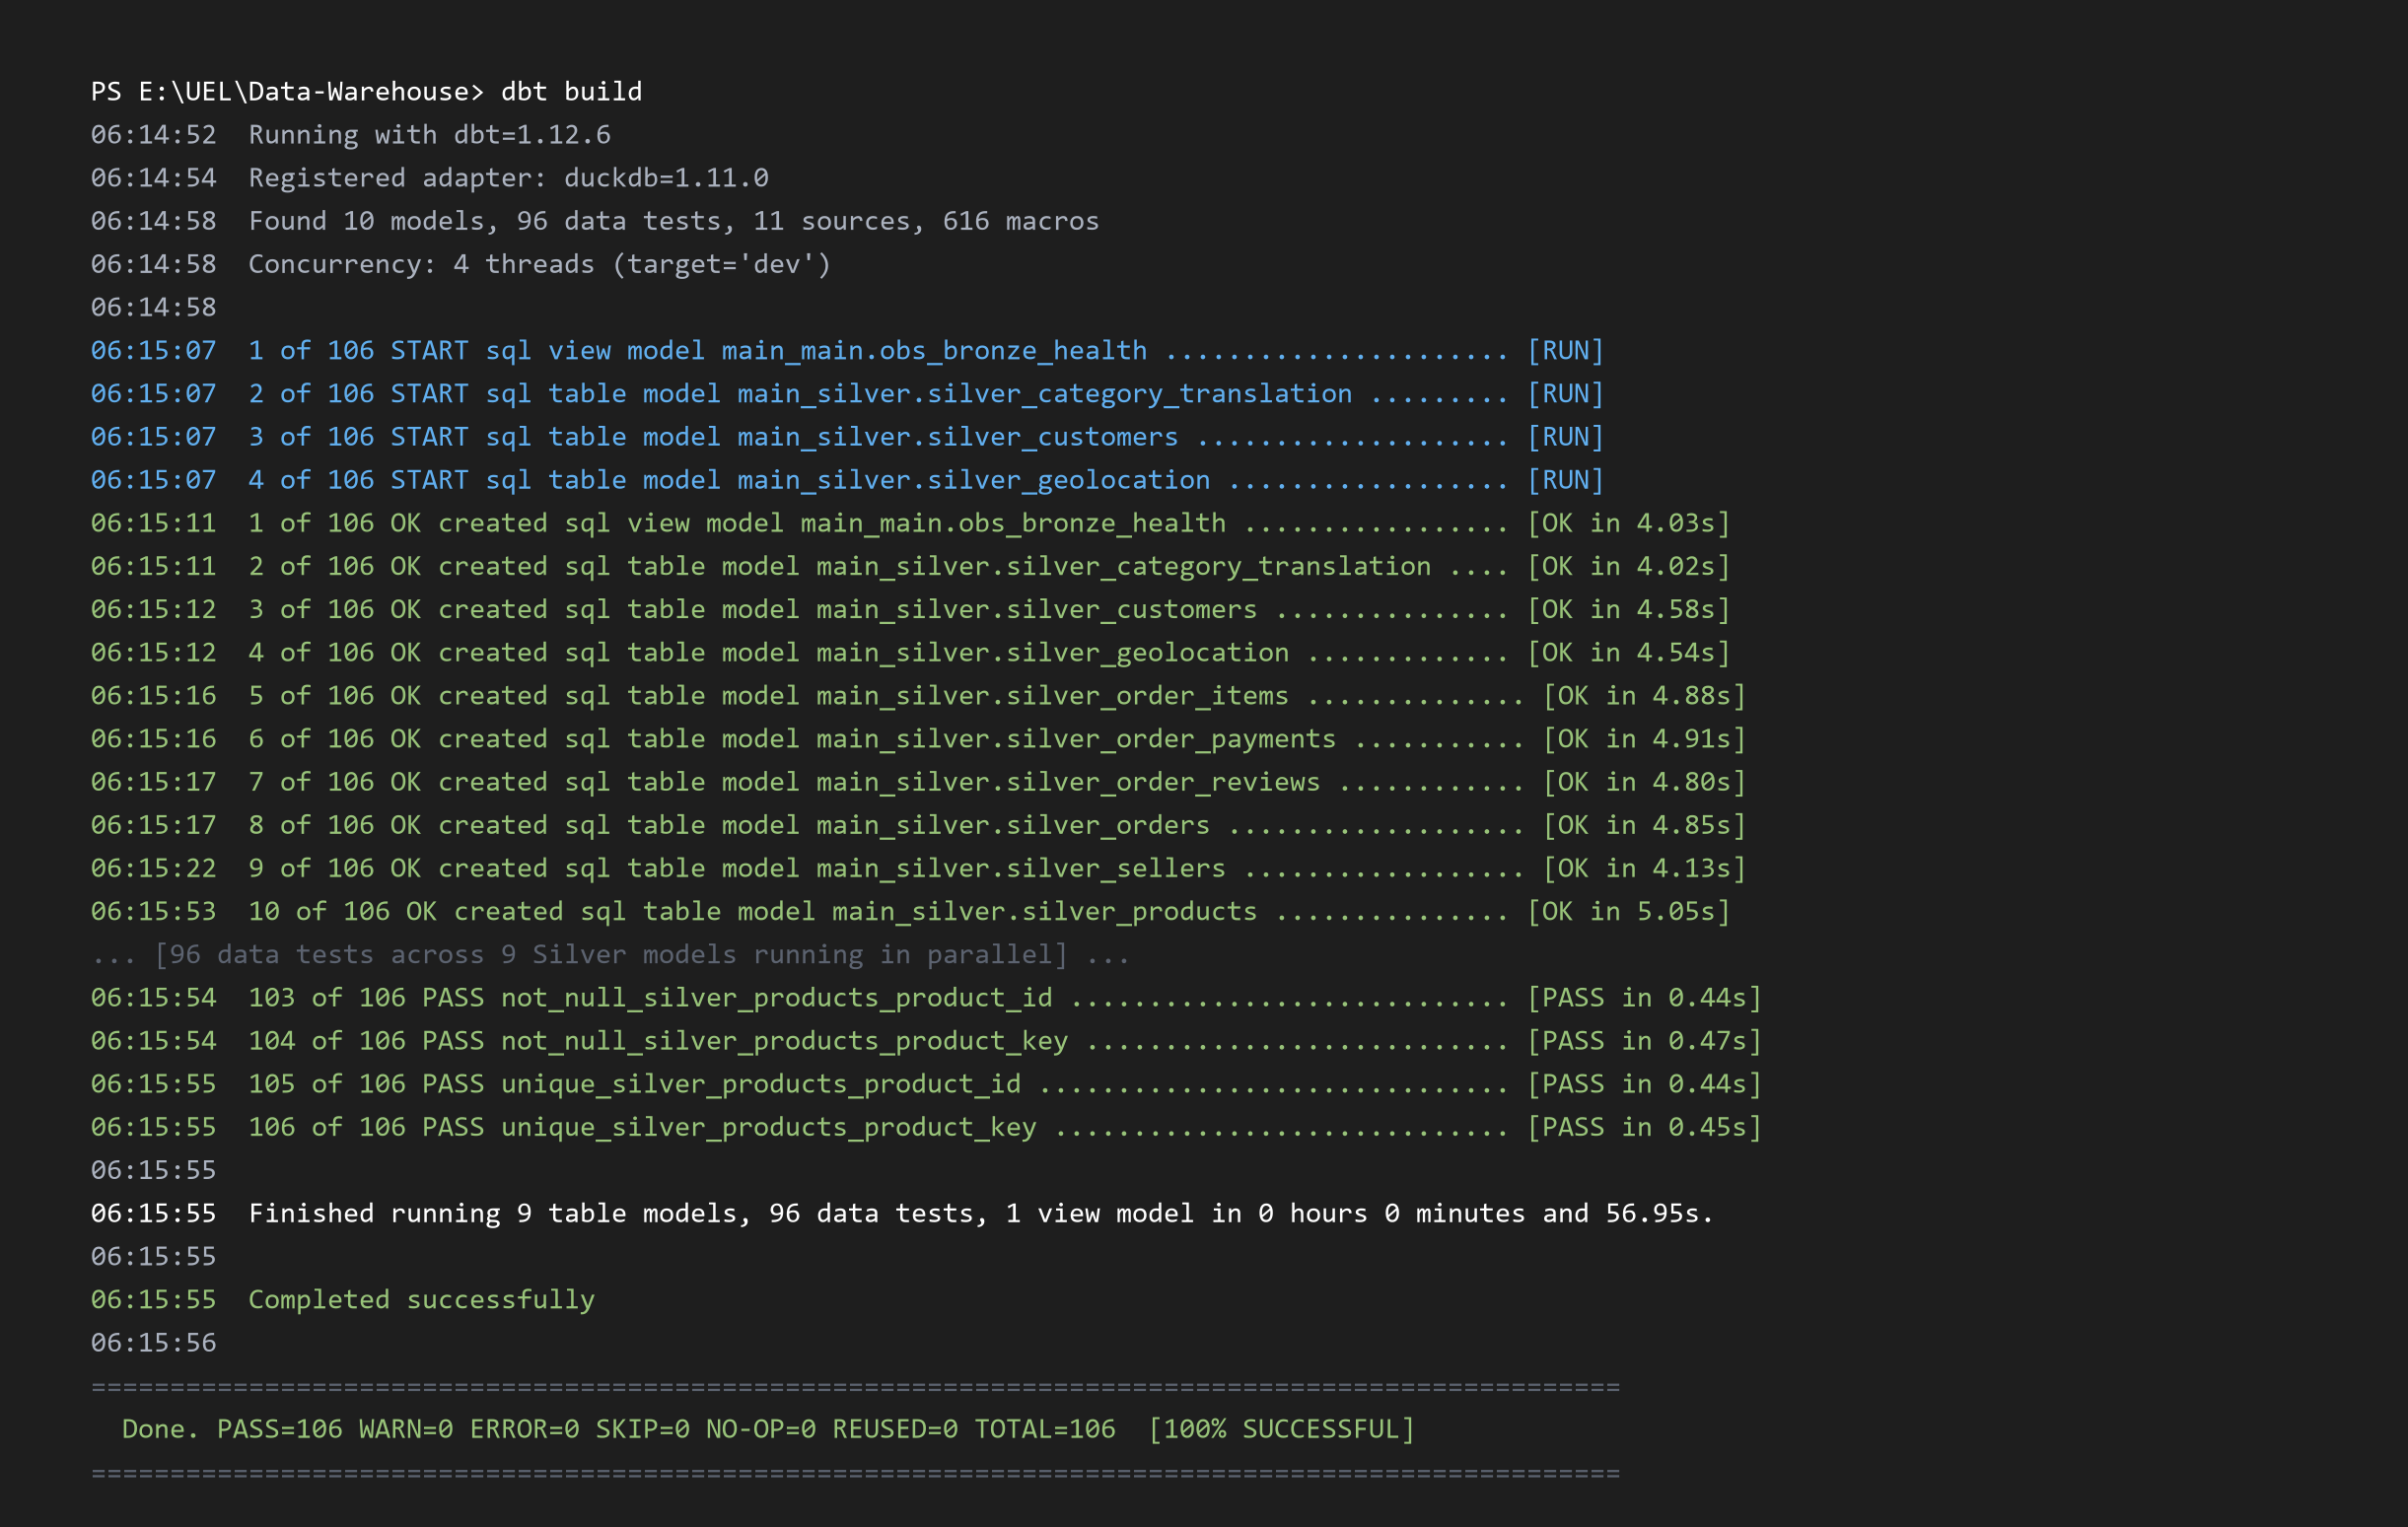 PS E:\UEL\Data-Warehouse> dbt build
06:14:52  Running with dbt=1.12.6
06:14:54  Registered adapter: duckdb=1.11.0
06:14:58  Found 10 models, 96 data tests, 11 sources, 616 macros
06:14:58  Concurrency: 4 threads (target='dev')
06:14:58
06:15:07  1 of 106 START sql view model main_main.obs_bronze_health ...................... [RUN]
06:15:07  2 of 106 START sql table model main_silver.silver_category_translation ......... [RUN]
06:15:07  3 of 106 START sql table model main_silver.silver_customers .................... [RUN]
06:15:07  4 of 106 START sql table model main_silver.silver_geolocation .................. [RUN]
06:15:11  1 of 106 OK created sql view model main_main.obs_bronze_health ................. [OK in 4.03s]
06:15:11  2 of 106 OK created sql table model main_silver.silver_category_translation .... [OK in 4.02s]
06:15:12  3 of 106 OK created sql table model main_silver.silver_customers ............... [OK in 4.58s]
06:15:12  4 of 106 OK created sql table model main_silver.silver_geolocation ............. [OK in 4.54s]
06:15:16  5 of 106 OK created sql table model main_silver.silver_order_items .............. [OK in 4.88s]
06:15:16  6 of 106 OK created sql table model main_silver.silver_order_payments ........... [OK in 4.91s]
06:15:17  7 of 106 OK created sql table model main_silver.silver_order_reviews ............ [OK in 4.80s]
06:15:17  8 of 106 OK created sql table model main_silver.silver_orders ................... [OK in 4.85s]
06:15:22  9 of 106 OK created sql table model main_silver.silver_sellers .................. [OK in 4.13s]
06:15:53  10 of 106 OK created sql table model main_silver.silver_products ............... [OK in 5.05s]
... [96 data tests across 9 Silver models running in parallel] ...
06:15:54  103 of 106 PASS not_null_silver_products_product_id ............................ [PASS in 0.44s]
06:15:54  104 of 106 PASS not_null_silver_products_product_key ........................... [PASS in 0.47s]
06:15:55  105 of 106 PASS unique_silver_products_product_id .............................. [PASS in 0.44s]
06:15:55  106 of 106 PASS unique_silver_products_product_key ............................. [PASS in 0.45s]
06:15:55
06:15:55  Finished running 9 table models, 96 data tests, 1 view model in 0 hours 0 minutes and 56.95s.
06:15:55
06:15:55  Completed successfully
06:15:56
=================================================================================================
  Done. PASS=106 WARN=0 ERROR=0 SKIP=0 NO-OP=0 REUSED=0 TOTAL=106  [100% SUCCESSFUL]
=================================================================================================